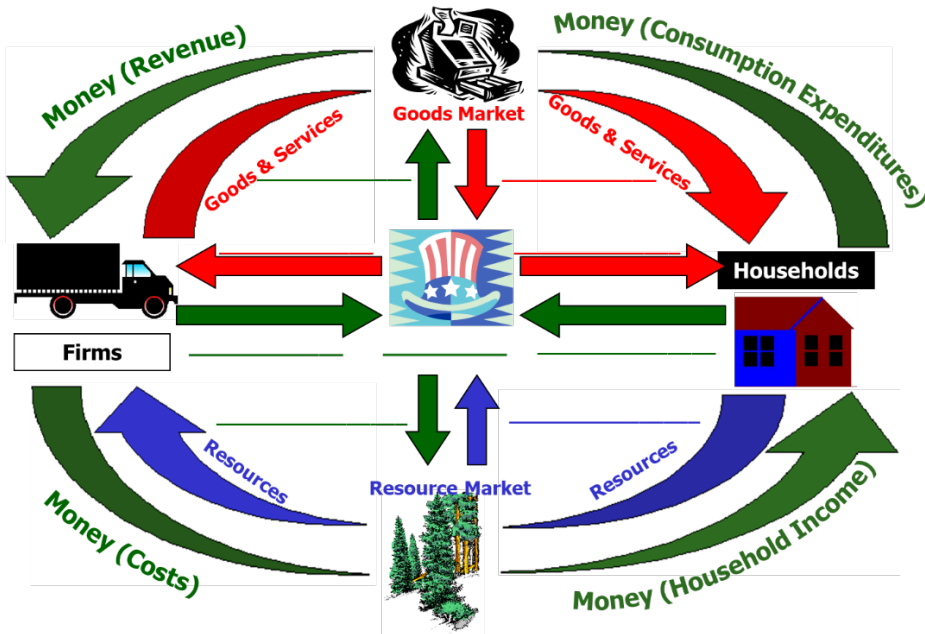 Money (Revenue)
Money (Consumption Expenditures)
Goods Market
Goods & Services
Goods & Services
Households
Firms
Resources
Resource Market
Resources
Money (Costs)
Money (Household Income)